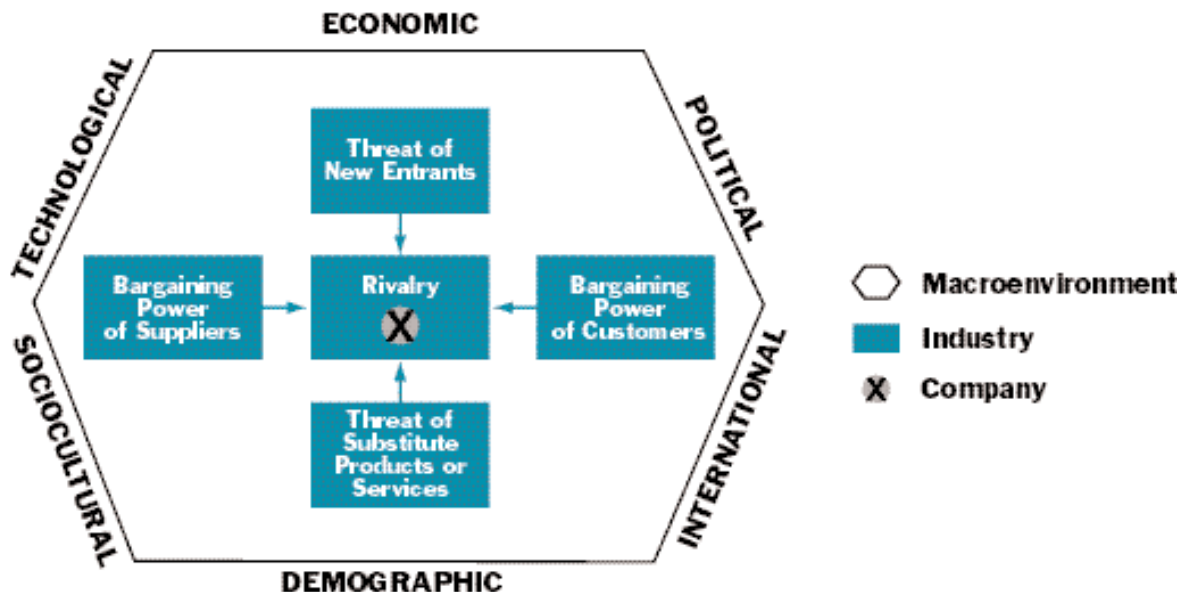 ECONOMIC
TECHNOLOGICAL
POLITICAL
Threat of
New Entrants
Bargaining
Power
of Suppliers
Rivalry
X
Bargaining
Power
of Customers
Threat of
Substitute
Products or
Services
SOCIOCULTURAL
INTERNATIONAL
DEMOGRAPHIC
Macroenvironment
Industry
X
Company